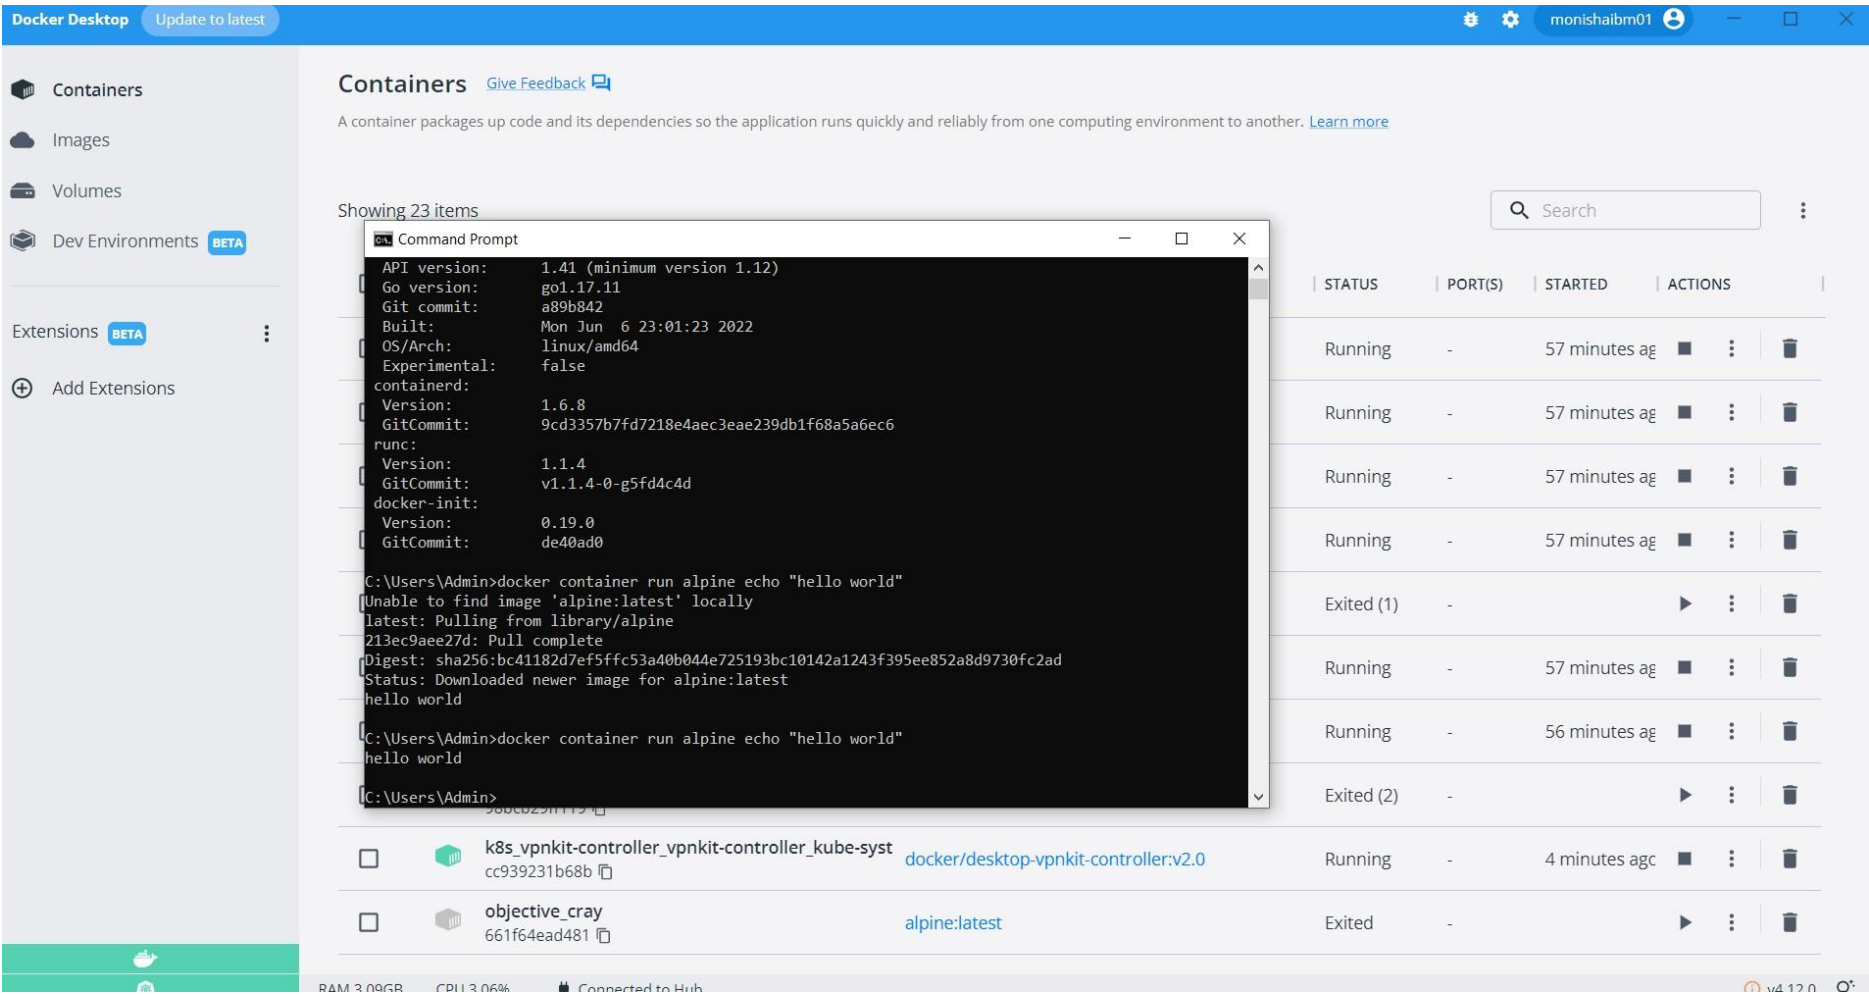 Docker Desktop Update to latest monishaibm01
Containers
Images
Volumes
Dev Environments BETA
Extensions BETA
Add Extensions
Containers Give Feedback
A container packages up code and its dependencies so the application runs quickly and reliably from one computing environment to another. Learn more
Showing 23 items
Search
STATUS PORT(S) STARTED ACTIONS
Running - 57 minutes ag
Running - 57 minutes ag
Running - 57 minutes ag
Running - 57 minutes ag
Exited (1) -
Running - 57 minutes ag
Running - 56 minutes ag
Exited (2) -
Command Prompt
API version: 1.41 (minimum version 1.12)
Go version: go1.17.11
Git commit: a89b842
Built: Mon Jun 6 23:01:23 2022
OS/Arch: linux/amd64
Experimental: false
containerd:
Version: 1.6.8
GitCommit: 9cd3357b7fd7218e4aec3eae239db1f68a5a6ec6
runc:
Version: 1.1.4
GitCommit: v1.1.4-0-g5fd4c4d
docker-init:
Version: 0.19.0
GitCommit: de40ad0
C:\Users\Admin>docker container run alpine echo "hello world"
Unable to find image 'alpine:latest' locally
latest: Pulling from library/alpine
213ec9aee27d: Pull complete
Digest: sha256:bc41182d7ef5ffc53a40b044e725193bc10142a1243f395ee852a8d9730fc2ad
Status: Downloaded newer image for alpine:latest
hello world
C:\Users\Admin>docker container run alpine echo "hello world"
hello world
C:\Users\Admin>
k8s_vpnkit-controller_vpnkit-controller_kube-syst docker/desktop-vpnkit-controller:v2.0 Running - 4 minutes agc
cc939231b68b
objective_cray alpine:latest Exited -
661f64ead481
RAM 3.09GB CPU 3.06% Connected to Hub v4.12.0